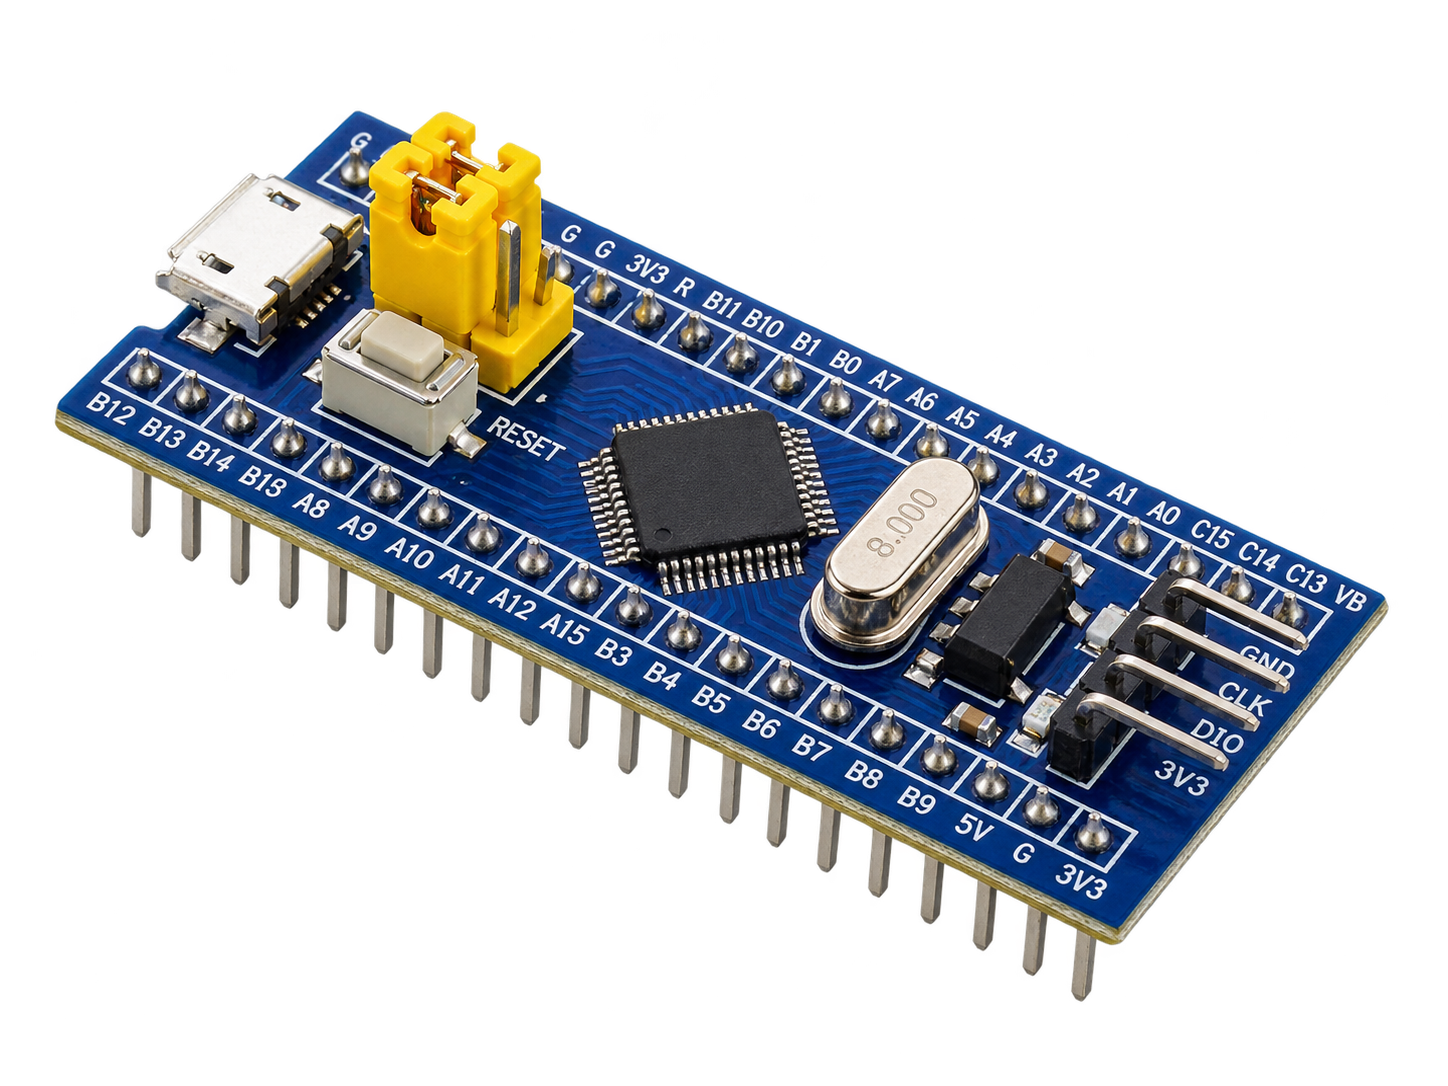 G
G G 3V3 R B11 B10 B1 B0 A7 A6 A5 A4 A3 A2 A1 A0 C15 C14 C13 VB
RESET
8.000
GND
CLK
DIO
3V3
B12 B13 B14 B15 A8 A9 A10 A11 A12 A15 B3 B4 B5 B6 B7 B8 B9 5V G 3V3